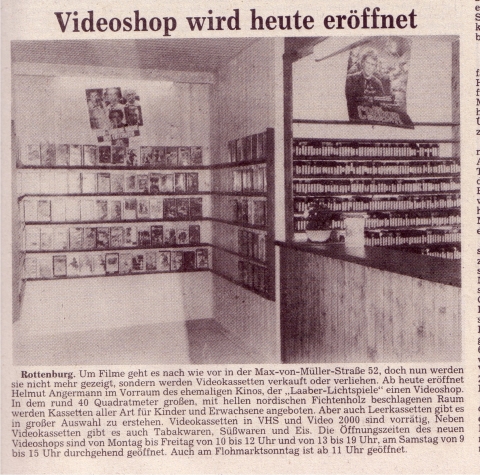 Videoshop wird heute eröffnet
Rottenburg. Um Filme geht es nach wie vor in der Max-von-Müller-Straße 52, doch nun werden
sie nicht mehr gezeigt, sondern werden Videokassetten verkauft oder verliehen. Ab heute eröffnet
Helmut Angermann im Vorraum des ehemaligen Kinos, der „Laaber-Lichtspiele" einen Videoshop.
In dem rund 40 Quadratmeter großen, mit hellen nordischen Fichtenholz beschlagenen Raum
werden Kassetten aller Art für Kinder und Erwachsene angeboten. Aber auch Leerkassetten gibt es
in großer Auswahl zu erstehen. Videokassetten in VHS und Video 2000 sind vorrätig, Neben
Videokassetten gibt es auch Tabakwaren, Süßwaren und Eis. Die Öffnungszeiten des neuen
Videoshops sind von Montag bis Freitag von 10 bis 12 Uhr und von 13 bis 19 Uhr, am Samstag von 9
bis 15 Uhr durchgehend geöffnet. Auch am Flohmarktsonntag ist ab 11 Uhr geöffnet.